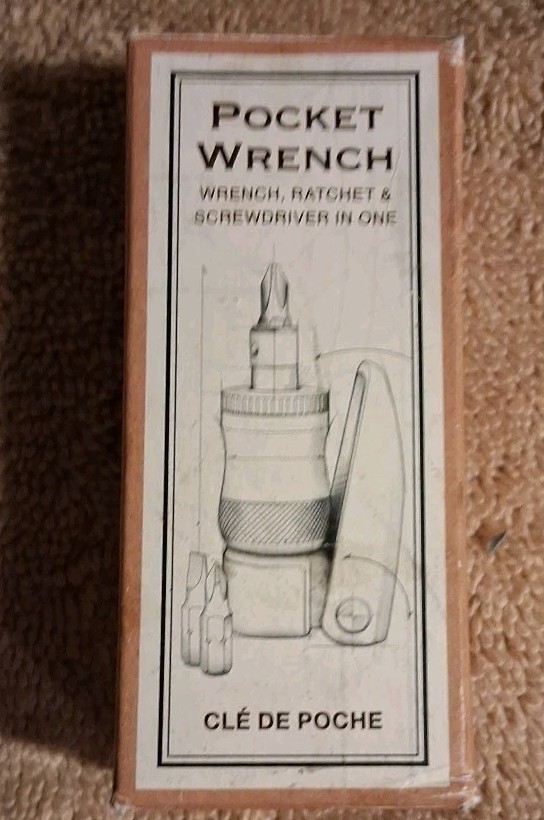 POCKET
WRENCH
WRENCH, RATCHET &
SCREWDRIVER IN ONE
CLÉ DE POCHE